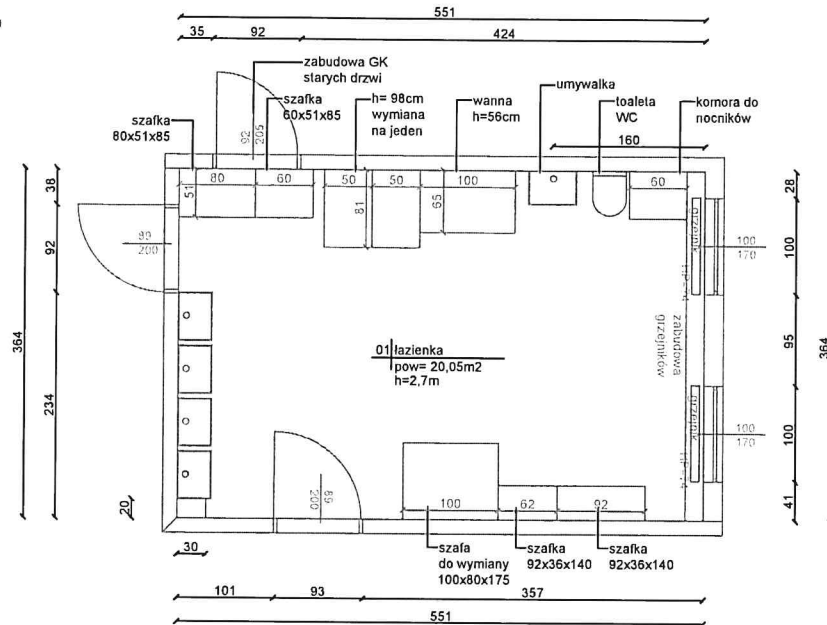 551
35 92 424
zabudowa GK
starych drzwi
szafka
60x51x85
szafka
80x51x85
h= 98cm
wymiana
na jeden
wanna
h=56cm
umywalka
toaleta
WC
komora do
nocników
160
92
205
80 60 50 50 100 60
51 81 65
38
92
234
364
80
200
28
100
95
100
41
364
grzejnik
100
170
zabudowa
grzejników
grzejnik
100
170
01 łazienka
pow= 20,05m2
h=2,7m
20
30
200
100 62 92
szafa
do wymiany
100x80x175
szafka
92x36x140
szafka
92x36x140
101 93 357
551